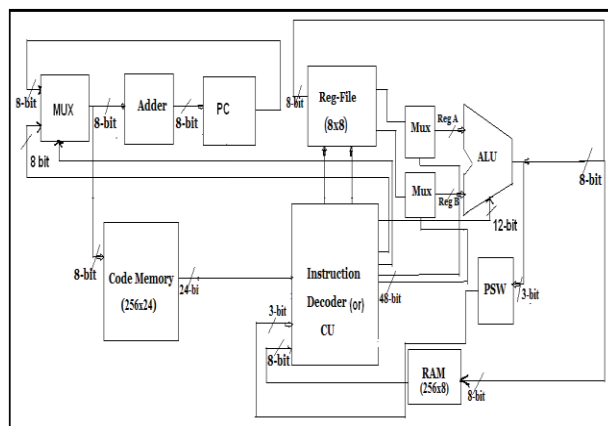 8-bit
MUX
8-bit
Adder
8-bit
PC
8 bit
8-bit
Reg-File
(8x8)
Mux
Reg A
ALU
Mux
Reg B
8-bit
12-bit
8-bit
Code Memory
(256x24)
24-bi
Instruction
Decoder (or)
CU
48-bit
3-bit
8-bit
PSW
3-bit
RAM
(256x8)
8-bit